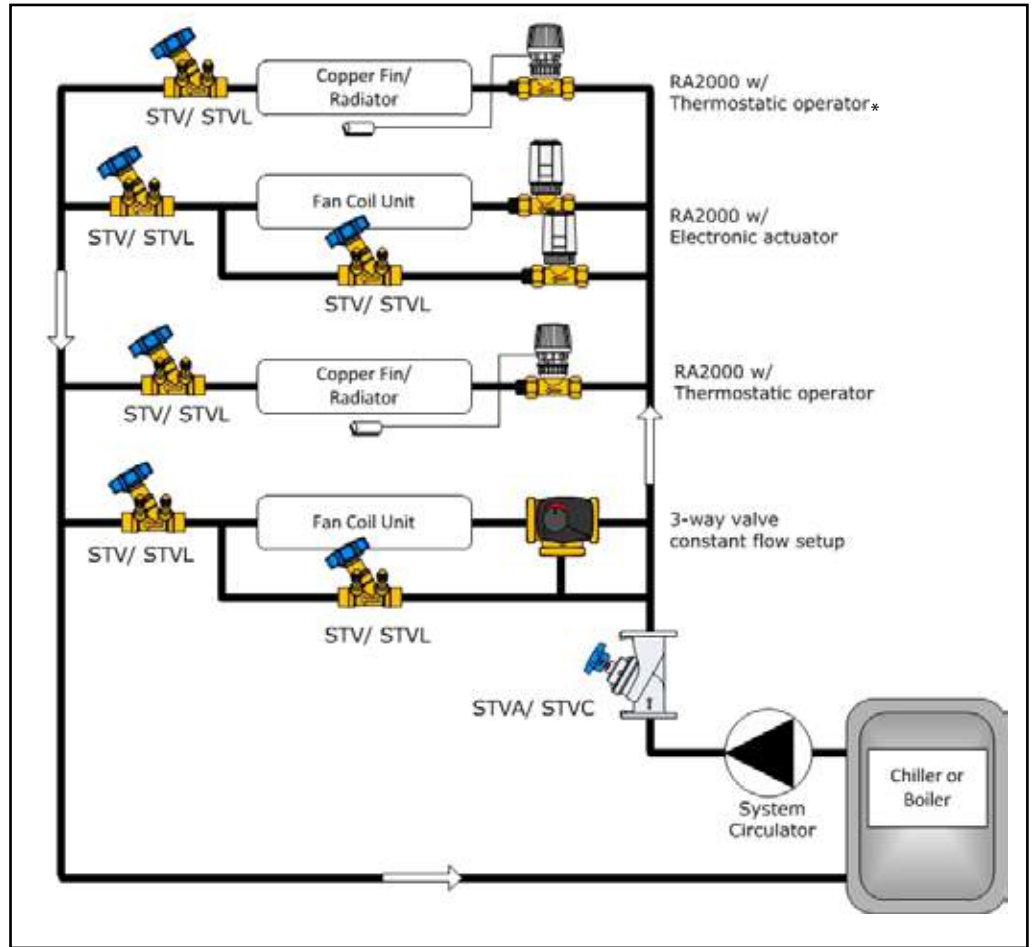 Copper Fin/
Radiator
RA2000 w/
Thermostatic operator*
STV/ STVL
Fan Coil Unit
RA2000 w/
Electronic actuator
STV/ STVL
STV/ STVL
Copper Fin/
Radiator
RA2000 w/
Thermostatic operator
STV/ STVL
Fan Coil Unit
3-way valve
constant flow setup
STV/ STVL
STV/ STVL
STVA/ STVC
Chiller or
Boiler
System
Circulator